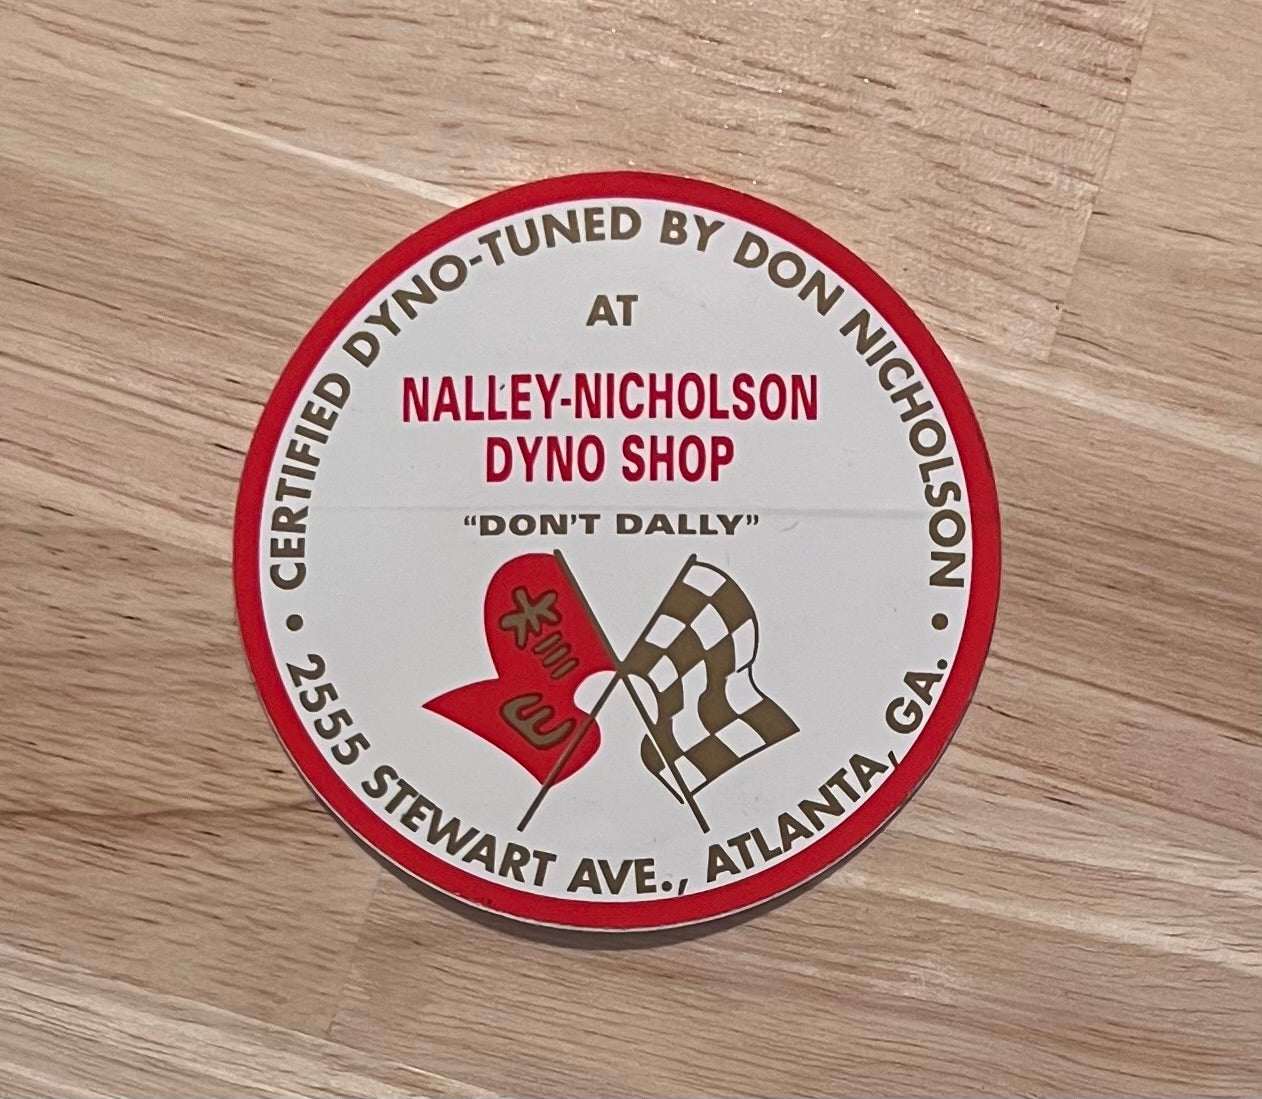 CERTIFIED DYNO-TUNED BY DON NICHOLSON
AT
NALLEY-NICHOLSON
DYNO SHOP
“DON'T DALLY”
• 2555 STEWART AVE., ATLANTA, GA. •